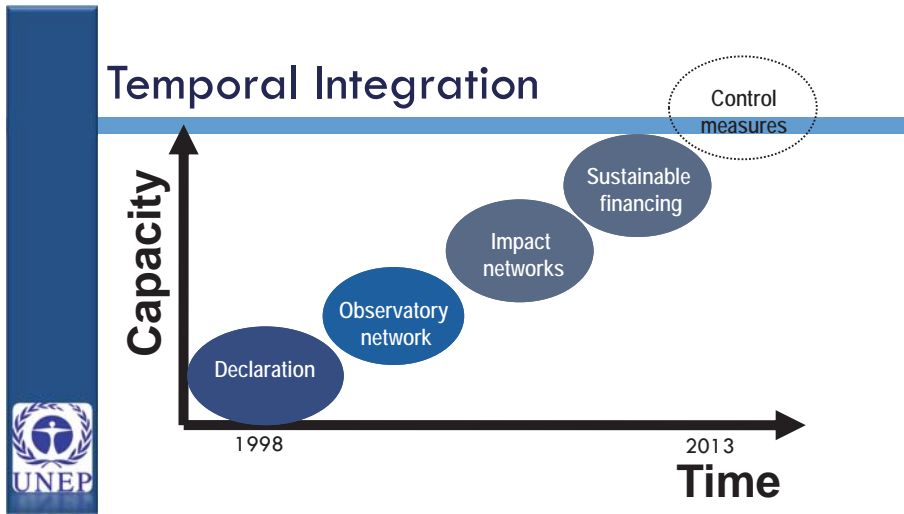 Temporal Integration
Control
measures
Sustainable
financing
Impact
networks
Observatory
network
Declaration
Capacity
1998
2013
Time
UNEP